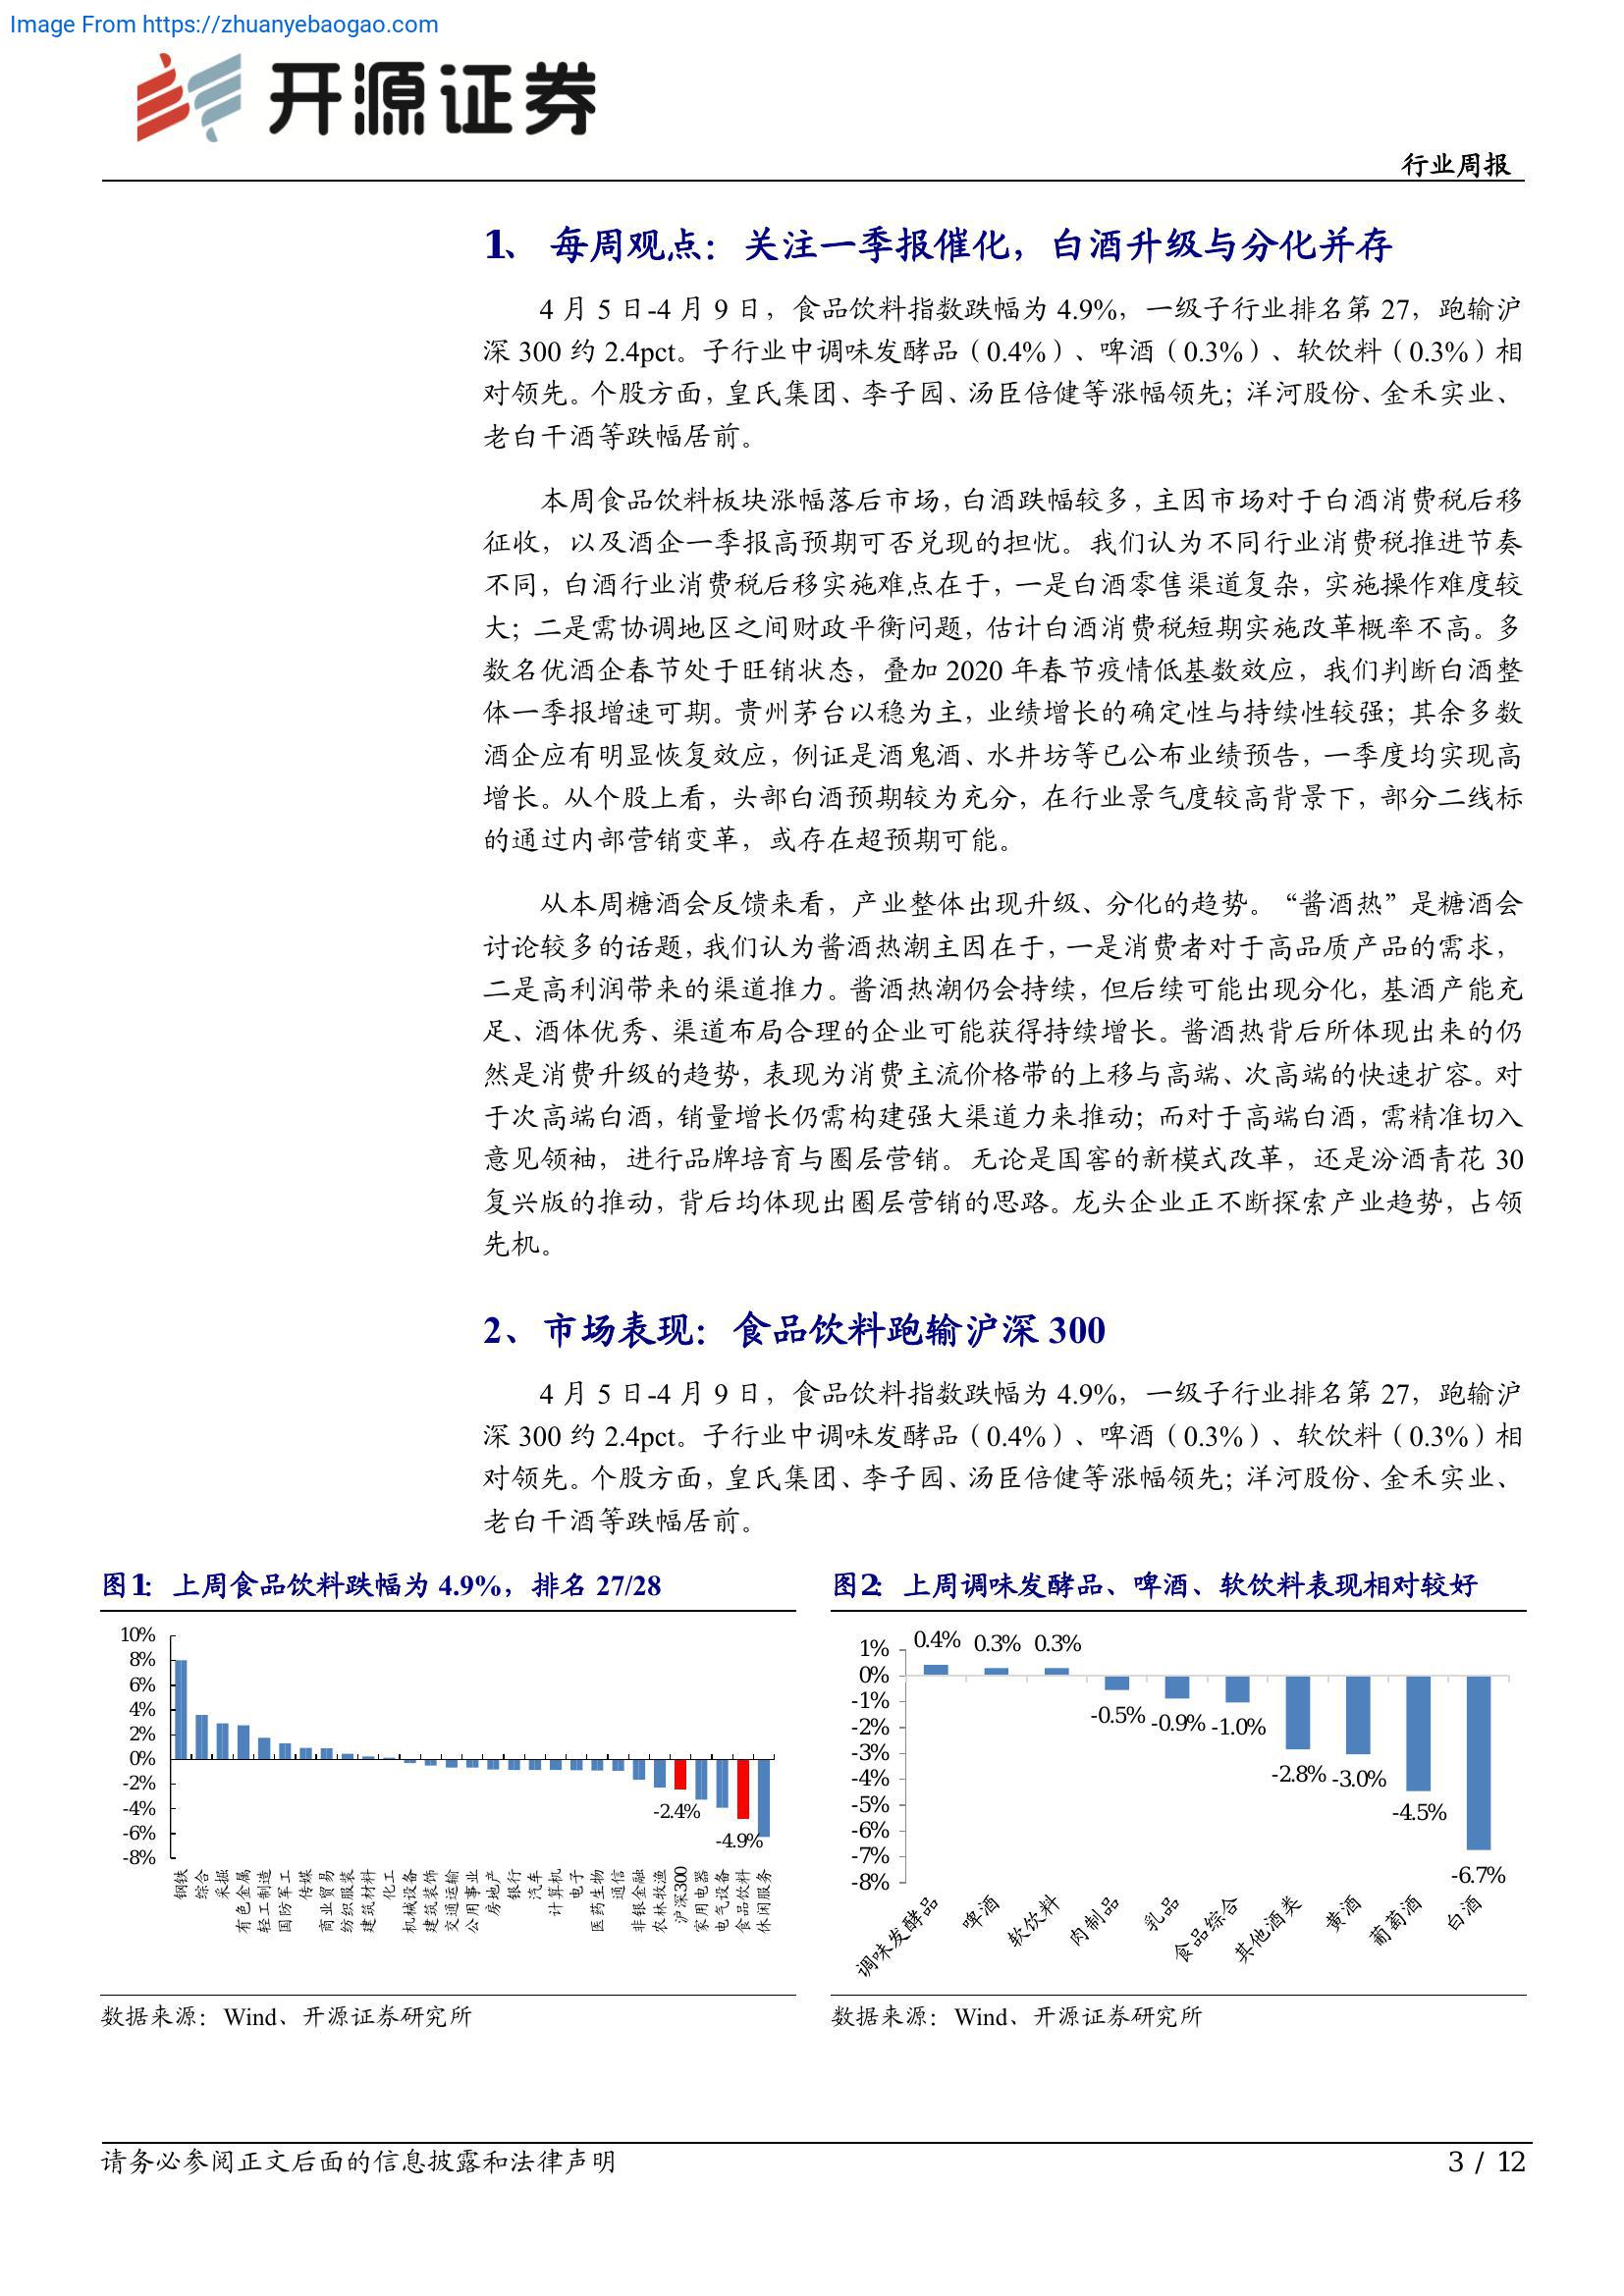 Image From https://zhuanyebaogao.com
开源证券
行业周报
1、 每周观点：关注一季报催化，白酒升级与分化并存
4 月 5 日-4 月 9 日，食品饮料指数跌幅为 4.9%，一级子行业排名第 27，跑输沪
深 300 约 2.4pct。子行业中调味发酵品（0.4%）、啤酒（0.3%）、软饮料（0.3%）相
对领先。个股方面，皇氏集团、李子园、汤臣倍健等涨幅领先；洋河股份、金禾实业、
老白干酒等跌幅居前。
本周食品饮料板块涨幅落后市场，白酒跌幅较多，主因市场对于白酒消费税后移
征收，以及酒企一季报高预期可否兑现的担忧。我们认为不同行业消费税推进节奏
不同，白酒行业消费税后移实施难点在于，一是白酒零售渠道复杂，实施操作难度较
大；二是需协调地区之间财政平衡问题，估计白酒消费税短期实施改革概率不高。多
数名优酒企春节处于旺销状态，叠加 2020 年春节疫情低基数效应，我们判断白酒整
体一季报增速可期。贵州茅台以稳为主，业绩增长的确定性与持续性较强；其余多数
酒企应有明显恢复效应，例证是酒鬼酒、水井坊等已公布业绩预告，一季度均实现高
增长。从个股上看，头部白酒预期较为充分，在行业景气度较高背景下，部分二线标
的通过内部营销变革，或存在超预期可能。
从本周糖酒会反馈来看，产业整体出现升级、分化的趋势。“酱酒热”是糖酒会
讨论较多的话题，我们认为酱酒热潮主因在于，一是消费者对于高品质产品的需求，
二是高利润带来的渠道推力。酱酒热潮仍会持续，但后续可能出现分化，基酒产能充
足、酒体优秀、渠道布局合理的企业可能获得持续增长。酱酒热背后所体现出来的仍
然是消费升级的趋势，表现为消费主流价格带的上移与高端、次高端的快速扩容。对
于次高端白酒，销量增长仍需构建强大渠道力来推动；而对于高端白酒，需精准切入
意见领袖，进行品牌培育与圈层营销。无论是国窖的新模式改革，还是汾酒青花 30
复兴版的推动，背后均体现出圈层营销的思路。龙头企业正不断探索产业趋势，占领
先机。
2、市场表现：食品饮料跑输沪深 300
4 月 5 日-4 月 9 日，食品饮料指数跌幅为 4.9%，一级子行业排名第 27，跑输沪
深 300 约 2.4pct。子行业中调味发酵品（0.4%）、啤酒（0.3%）、软饮料（0.3%）相
对领先。个股方面，皇氏集团、李子园、汤臣倍健等涨幅领先；洋河股份、金禾实业、
老白干酒等跌幅居前。
图1： 上周食品饮料跌幅为 4.9%，排名 27/28
10%
8%
6%
4%
2%
0%
-2%
-4%
-6%
-8%
-2.4%
-4.9%
钢铁
综合
采掘
有色金属
轻工制造
国防军工
传媒
商业贸易
纺织服装
建筑材料
化工
机械设备
建筑装饰
交通运输
公用事业
房地产
银行
汽车
计算机
电子
医药生物
通信
非银金融
农林牧渔
沪深300
家用电器
电气设备
食品饮料
休闲服务
数据来源：Wind、开源证券研究所
图2： 上周调味发酵品、啤酒、软饮料表现相对较好
1%
0%
-1%
-2%
-3%
-4%
-5%
-6%
-7%
-8%
0.4%
0.3%
0.3%
-0.5%
-0.9%
-1.0%
-2.8%
-3.0%
-4.5%
-6.7%
调味发酵品
啤酒
软饮料
肉制品
乳品
食品综合
其他酒类
黄酒
葡萄酒
白酒
数据来源：Wind、开源证券研究所
请务必参阅正文后面的信息披露和法律声明
3 / 12